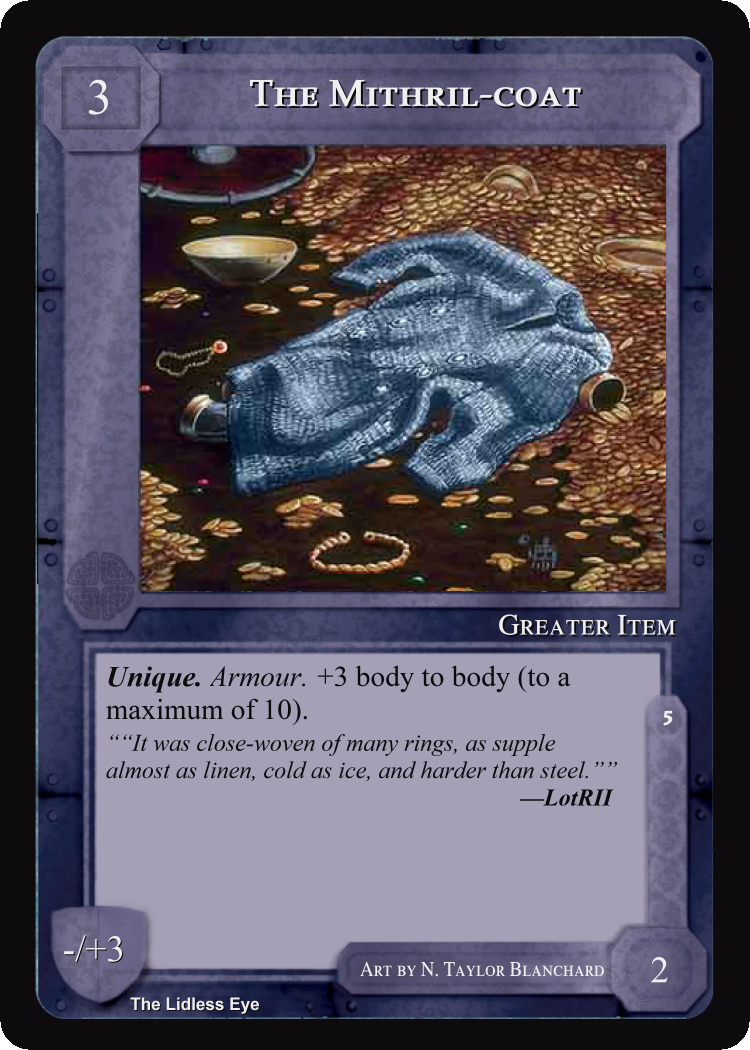 3
The Mithril-coat
Greater Item
Unique. Armour. +3 body to body (to a
maximum of 10).
““It was close-woven of many rings, as supple
almost as linen, cold as ice, and harder than steel.””
—LotRII
5
-/+3
Art by N. Taylor Blanchard
2
The Lidless Eye